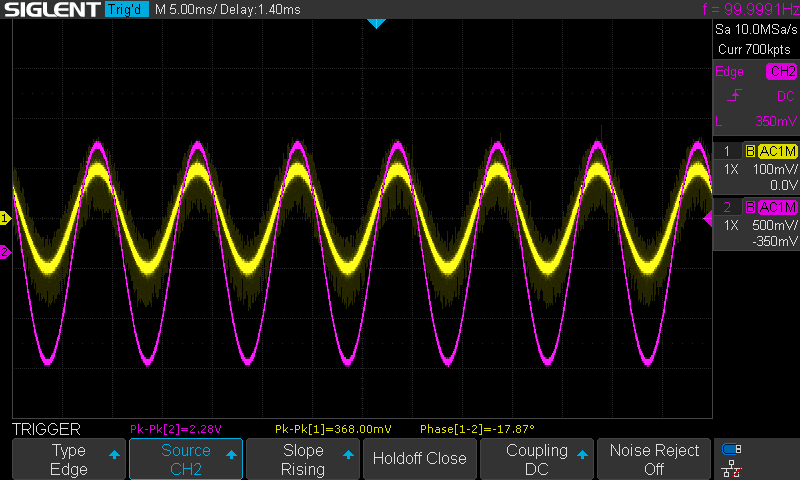 SIGLENT Trig'd M 5.00ms/ Delay:1.40ms f = 99.9991Hz
Sa 10.0MSa/s
Curr 700kpts
Edge CH2
DC
L 350mV
1 B AC1M
1X 100mV/
0.0V
2 B AC1M
1X 500mV/
-350mV
1
2
TRIGGER Pk-Pk[2]=2.28V Pk-Pk[1]=368.00mV Phase[1-2]=-17.87°
Type Source Slope Holdoff Close Coupling Noise Reject
Edge CH2 Rising DC Off